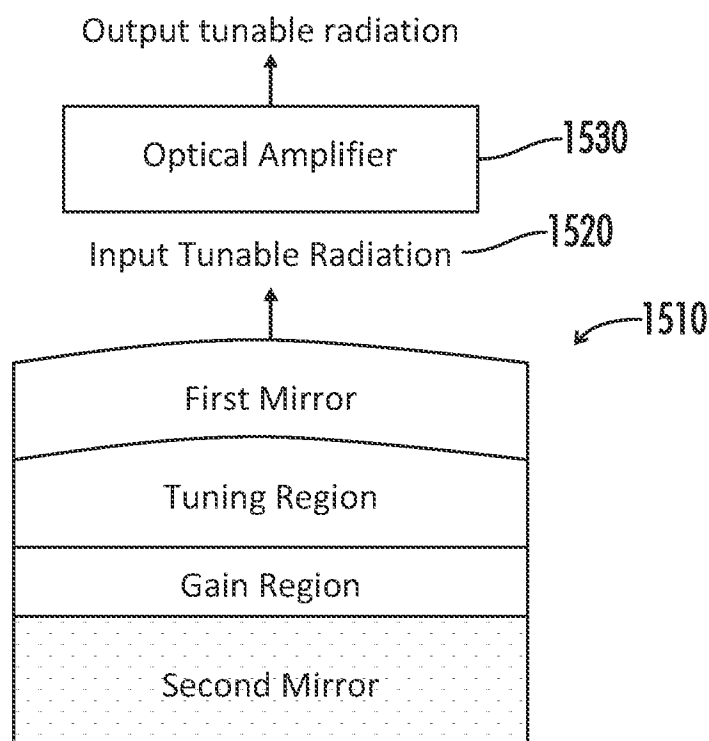 Output tunable radiation
Optical Amplifier
1530
Input Tunable Radiation
1520
1510
First Mirror
Tuning Region
Gain Region
Second Mirror